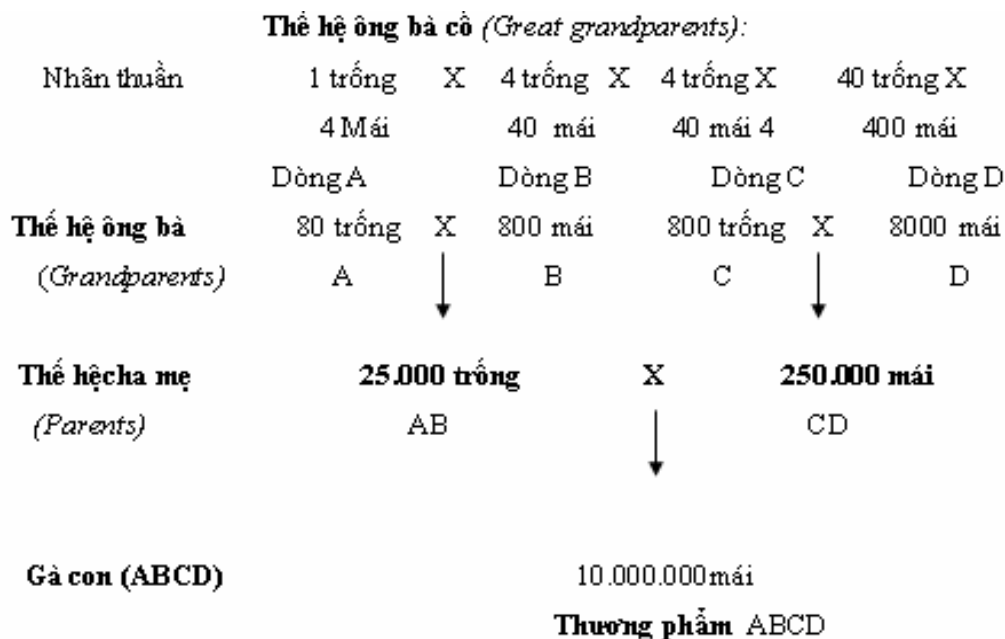 Thế hệ ông bà cồ (Great grandparents):
Nhân thuần 1 trống X 4 trống X 4 trống X 40 trống X
4 Mái 40 mái 40 mái 4 400 mái
Dòng A Dòng B Dòng C Dòng D
Thế hệ ông bà 80 trống X 800 mái 800 trống X 8000 mái
(Grandparents) A B C D
Thế hệcha mẹ 25.000 trống X 250.000 mái
(Parents) AB CD
Gà con (ABCD) 10.000.000mái
Thương phẩm ABCD